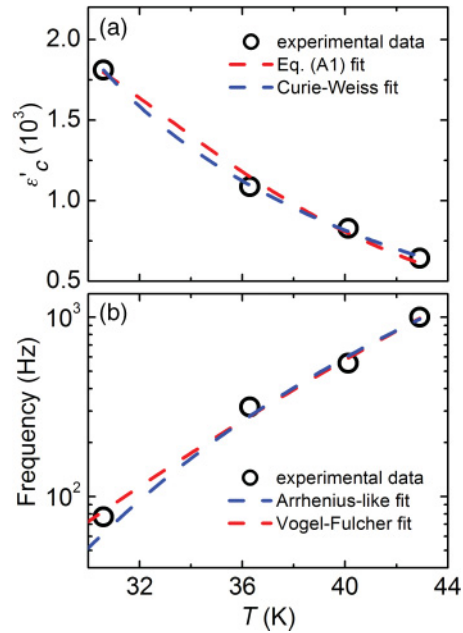 (a)
experimental data
Eq. (A1) fit
Curie-Weiss fit
ε'c (10³)
2.0
1.5
1.0
0.5
(b)
Frequency (Hz)
10³
10²
experimental data
Arrhenius-like fit
Vogel-Fulcher fit
32 36 40 44
T (K)